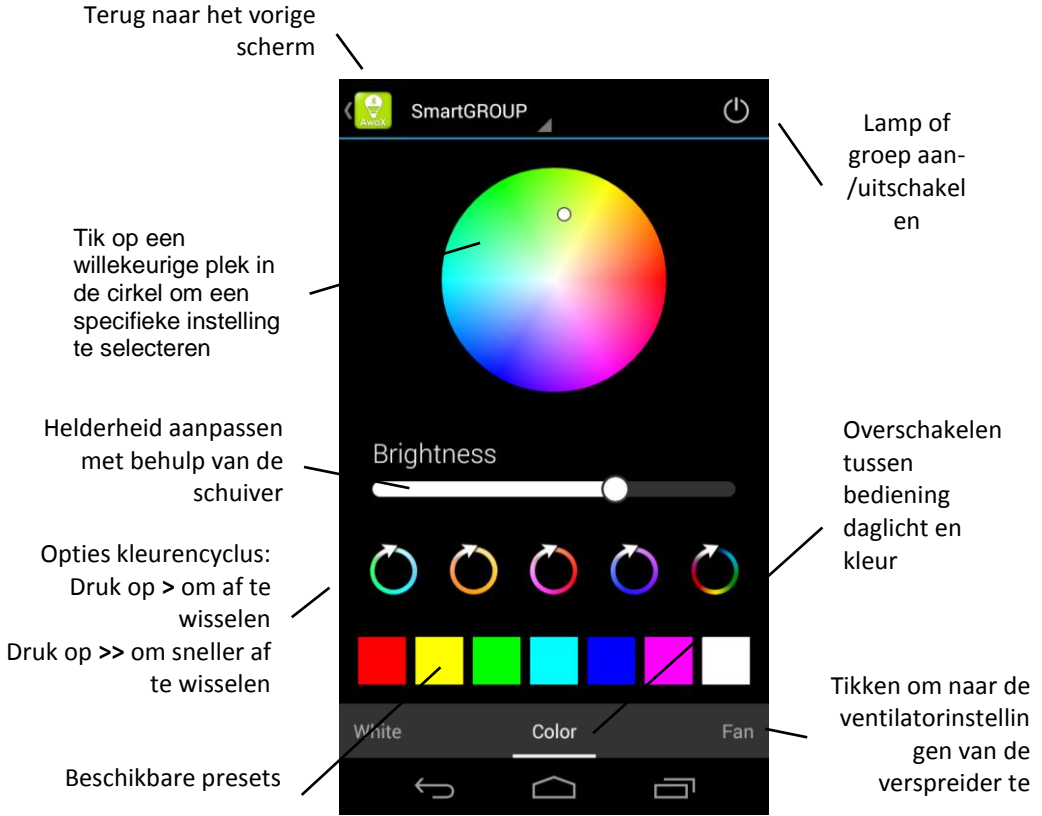 Terug naar het vorige
scherm
AwoX
SmartGROUP
Lamp of
groep aan-
/uitschakel
en
Tik op een
willekeurige plek in
de cirkel om een
specifieke instelling
te selecteren
Helderheid aanpassen
met behulp van de
schuiver
Brightness
Overschakelen
tussen
bediening
daglicht en
kleur
Opties kleurencyclus:
Druk op > om af te
wisselen
Druk op >> om sneller af
te wisselen
White
Color
Fan
Tikken om naar de
ventilatorinstellin
gen van de
verspreider te
Beschikbare presets